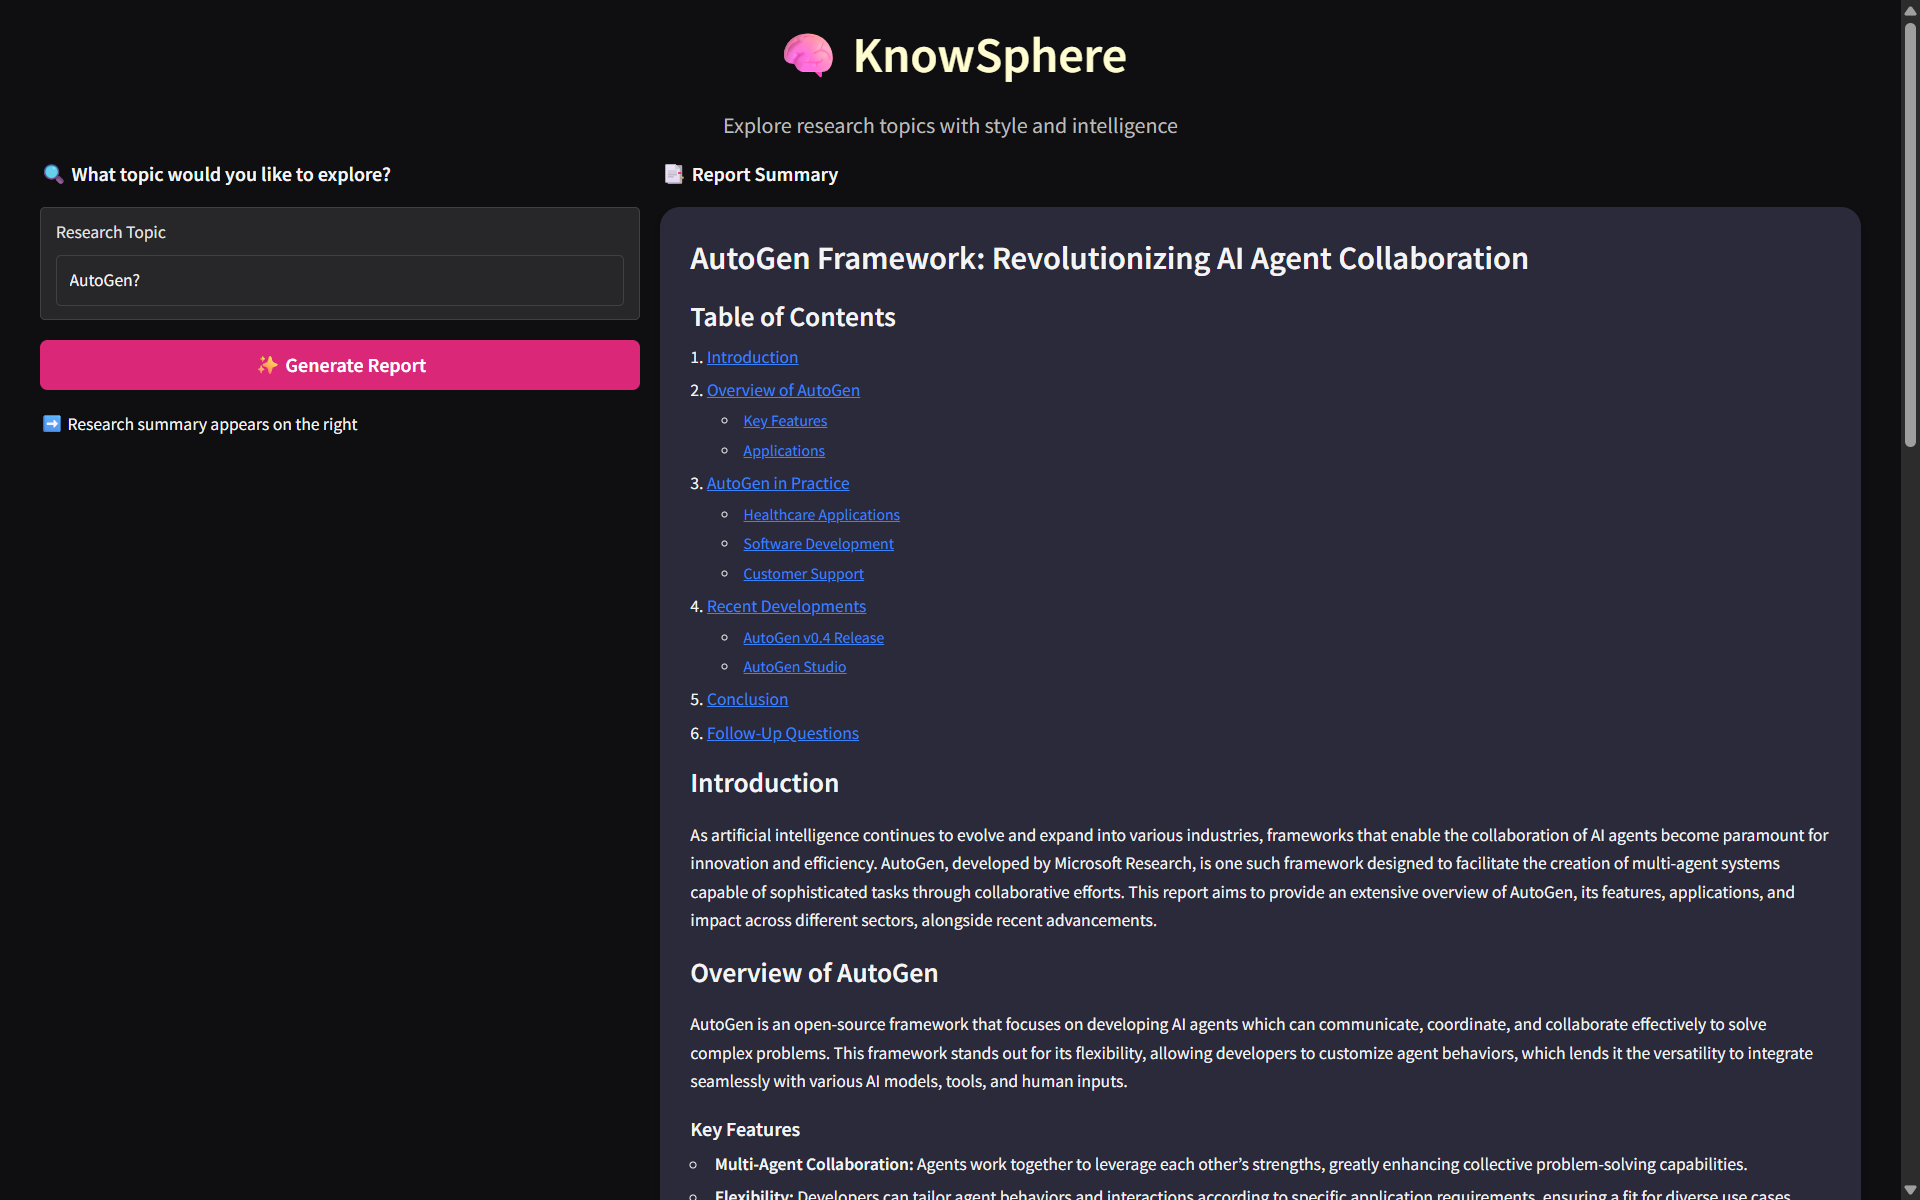 KnowSphere
Explore research topics with style and intelligence
What topic would you like to explore?
Research Topic
AutoGen?
Generate Report
Research summary appears on the right
Report Summary
AutoGen Framework: Revolutionizing AI Agent Collaboration
Table of Contents
1. Introduction
2. Overview of AutoGen
Key Features
Applications
3. AutoGen in Practice
Healthcare Applications
Software Development
Customer Support
4. Recent Developments
AutoGen v0.4 Release
AutoGen Studio
5. Conclusion
6. Follow-Up Questions
Introduction
As artificial intelligence continues to evolve and expand into various industries, frameworks that enable the collaboration of AI agents become paramount for
innovation and efficiency. AutoGen, developed by Microsoft Research, is one such framework designed to facilitate the creation of multi-agent systems
capable of sophisticated tasks through collaborative efforts. This report aims to provide an extensive overview of AutoGen, its features, applications, and
impact across different sectors, alongside recent advancements.
Overview of AutoGen
AutoGen is an open-source framework that focuses on developing AI agents which can communicate, coordinate, and collaborate effectively to solve
complex problems. This framework stands out for its flexibility, allowing developers to customize agent behaviors, which lends it the versatility to integrate
seamlessly with various AI models, tools, and human inputs.
Key Features
Multi-Agent Collaboration: Agents work together to leverage each other’s strengths, greatly enhancing collective problem-solving capabilities.
Flexibility: Developers can tailor agent behaviors and interactions according to specific application requirements, ensuring a fit for diverse use cases.